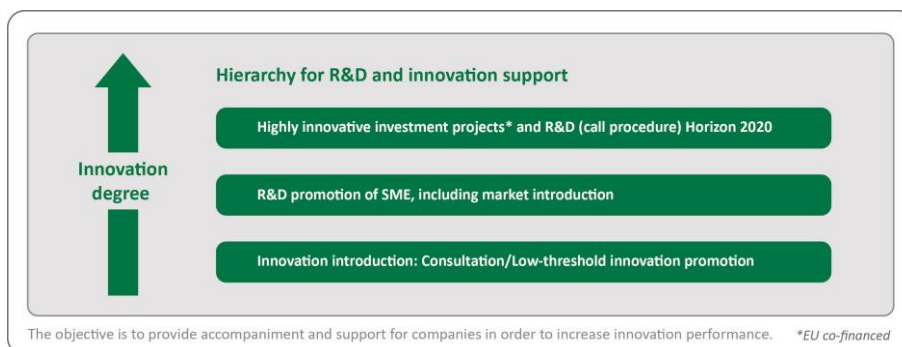 Hierarchy for R&D and innovation support
Highly innovative investment projects* and R&D (call procedure) Horizon 2020
Innovation
degree
R&D promotion of SME, including market introduction
Innovation introduction: Consultation/Low-threshold innovation promotion
The objective is to provide accompaniment and support for companies in order to increase innovation performance. *EU co-financed